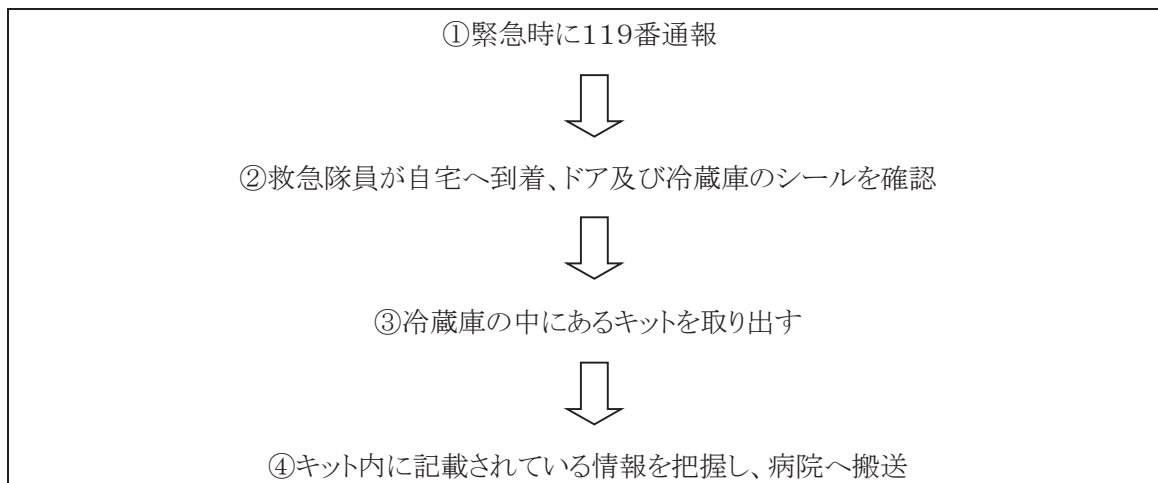 ①緊急時に119番通報
②救急隊員が自宅へ到着、ドア及び冷蔵庫のシールを確認
③冷蔵庫の中にあるキットを取り出す
④キット内に記載されている情報を把握し、病院へ搬送